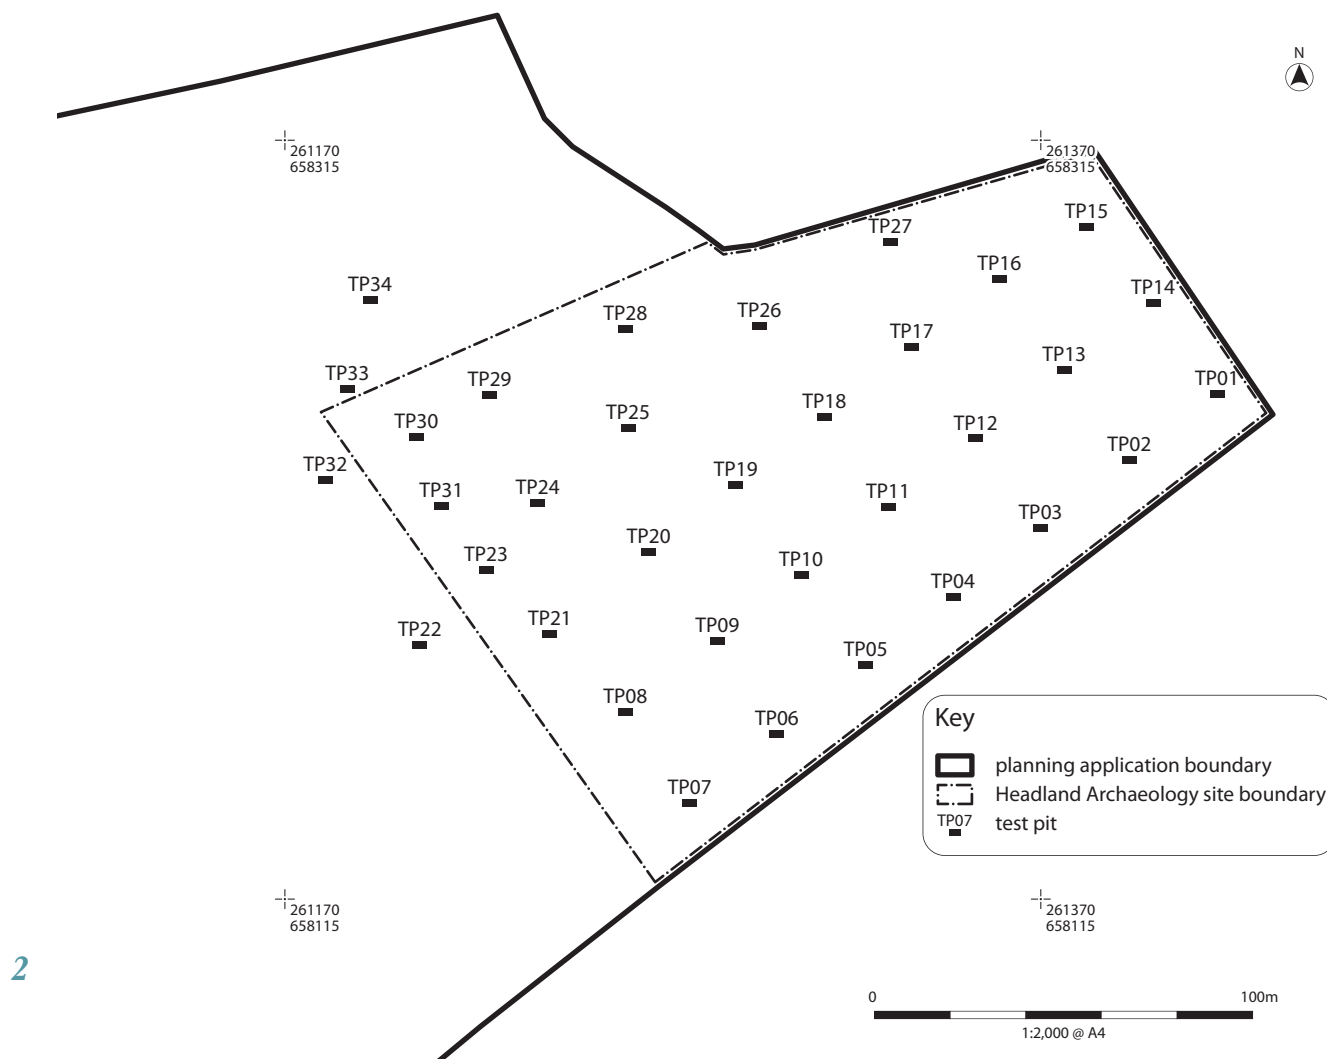 N
261170
658315
261370
658315
TP15
TP27
TP16
TP34
TP14
TP28
TP26
TP17
TP13
TP33
TP29
TP01
TP18
TP30
TP25
TP12
TP02
TP32
TP19
TP31
TP24
TP11
TP03
TP20
TP23
TP10
TP04
TP21
TP09
TP22
TP05
TP08
TP06
TP07
Key
planning application boundary
Headland Archaeology site boundary
TP07 test pit
261170
658115
261370
658115
2
0 100m
1:2,000 @ A4